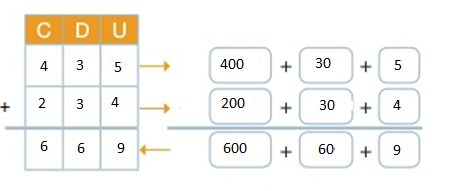 C D U
4 3 5 → 400 + 30 + 5
+ 2 3 4 → 200 + 30 + 4
6 6 9 ← 600 + 60 + 9